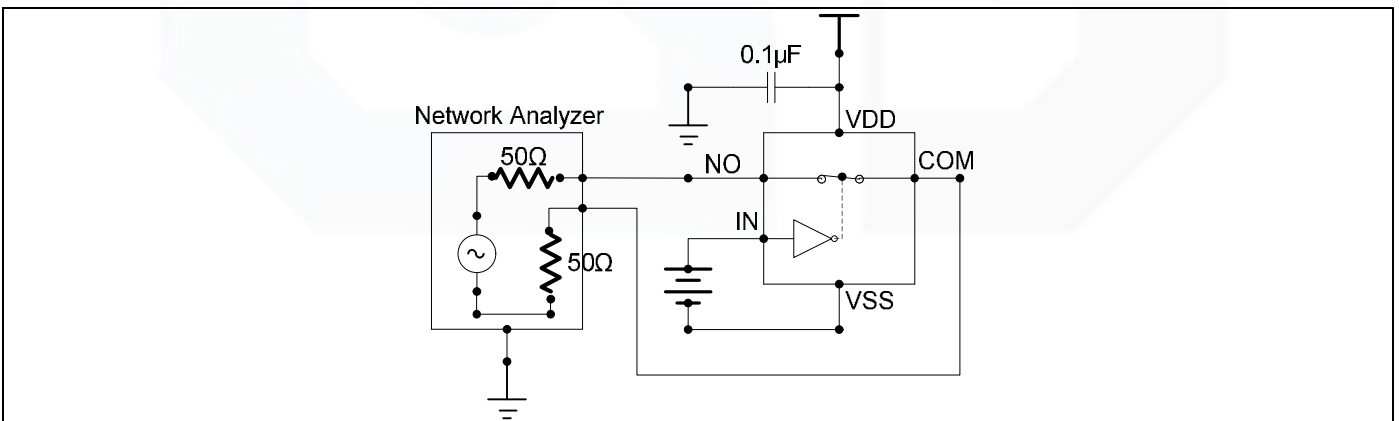 0.1µF
VDD
Network Analyzer
50Ω
NO
COM
IN
50Ω
VSS